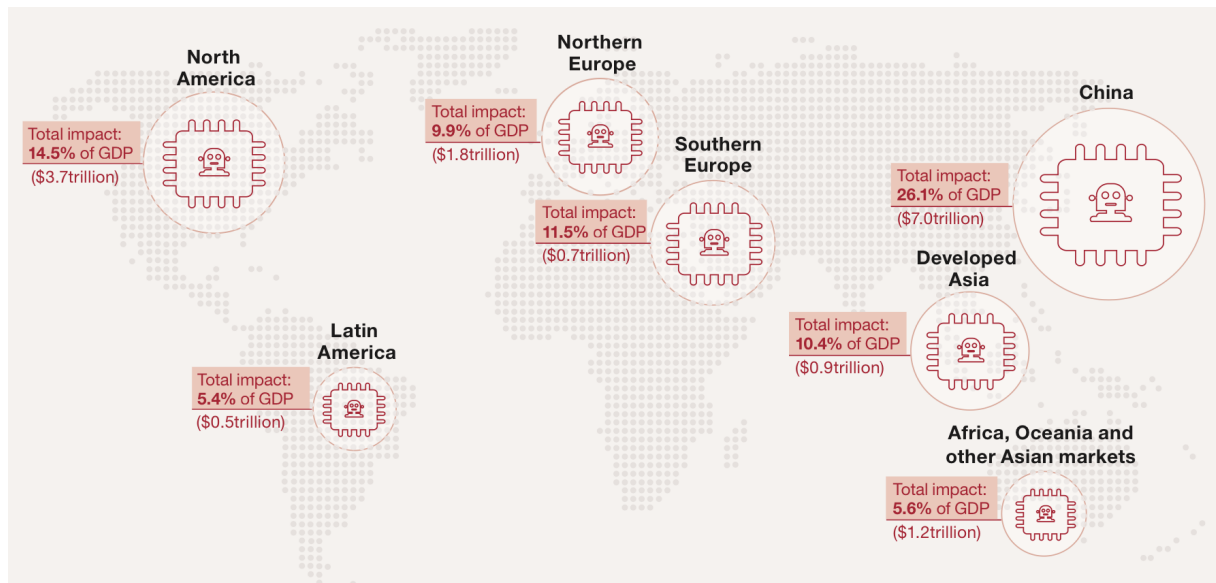 North
America
Total impact:
14.5% of GDP
($3.7trillion)
Northern
Europe
Total impact:
9.9% of GDP
($1.8trillion)
Southern
Europe
Total impact:
11.5% of GDP
($0.7trillion)
China
Total impact:
26.1% of GDP
($7.0trillion)
Developed
Asia
Total impact:
10.4% of GDP
($0.9trillion)
Latin
America
Total impact:
5.4% of GDP
($0.5trillion)
Africa, Oceania and
other Asian markets
Total impact:
5.6% of GDP
($1.2trillion)